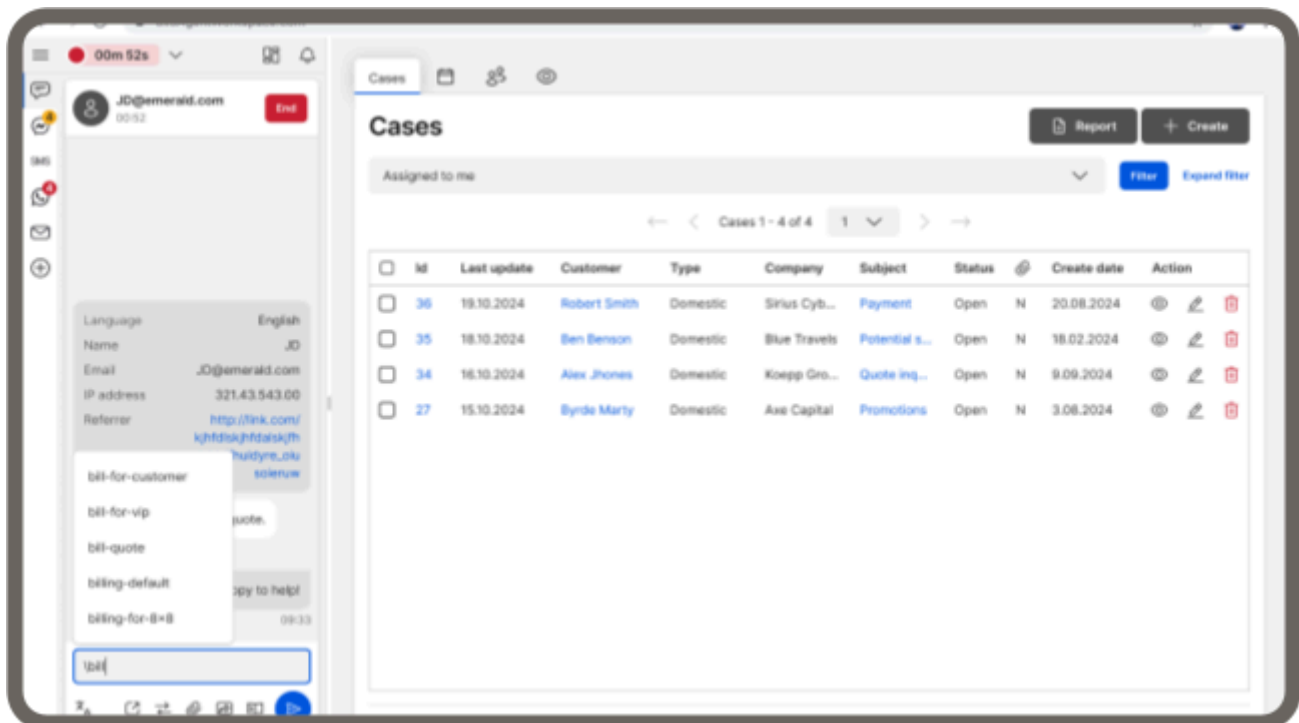 00m 52s
JD@emerald.com
00:52
End
SMS
4
4
Language English
Name JD
Email JD@emerald.com
IP address 321.43.543.00
Referrer http://link.com/
soieruw
bill-for-customer
bill-for-vip
bill-quote
billing-default
billing-for-8x8
quote.
to help!
09:33
\bill
Cases
Cases
Report
Create
Assigned to me
Filter
Expand filter
Cases 1 - 4 of 4
1
Id Last update Customer Type Company Subject Status Create date Action
36 19.10.2024 Robert Smith Domestic Sirius Cyb... Payment Open N 20.08.2024
35 18.10.2024 Ben Benson Domestic Blue Travels Potential s... Open N 18.02.2024
34 16.10.2024 Alex Jhones Domestic Koepp Gro... Quote inq... Open N 9.09.2024
27 15.10.2024 Byrde Marty Domestic Axe Capital Promotions Open N 3.08.2024